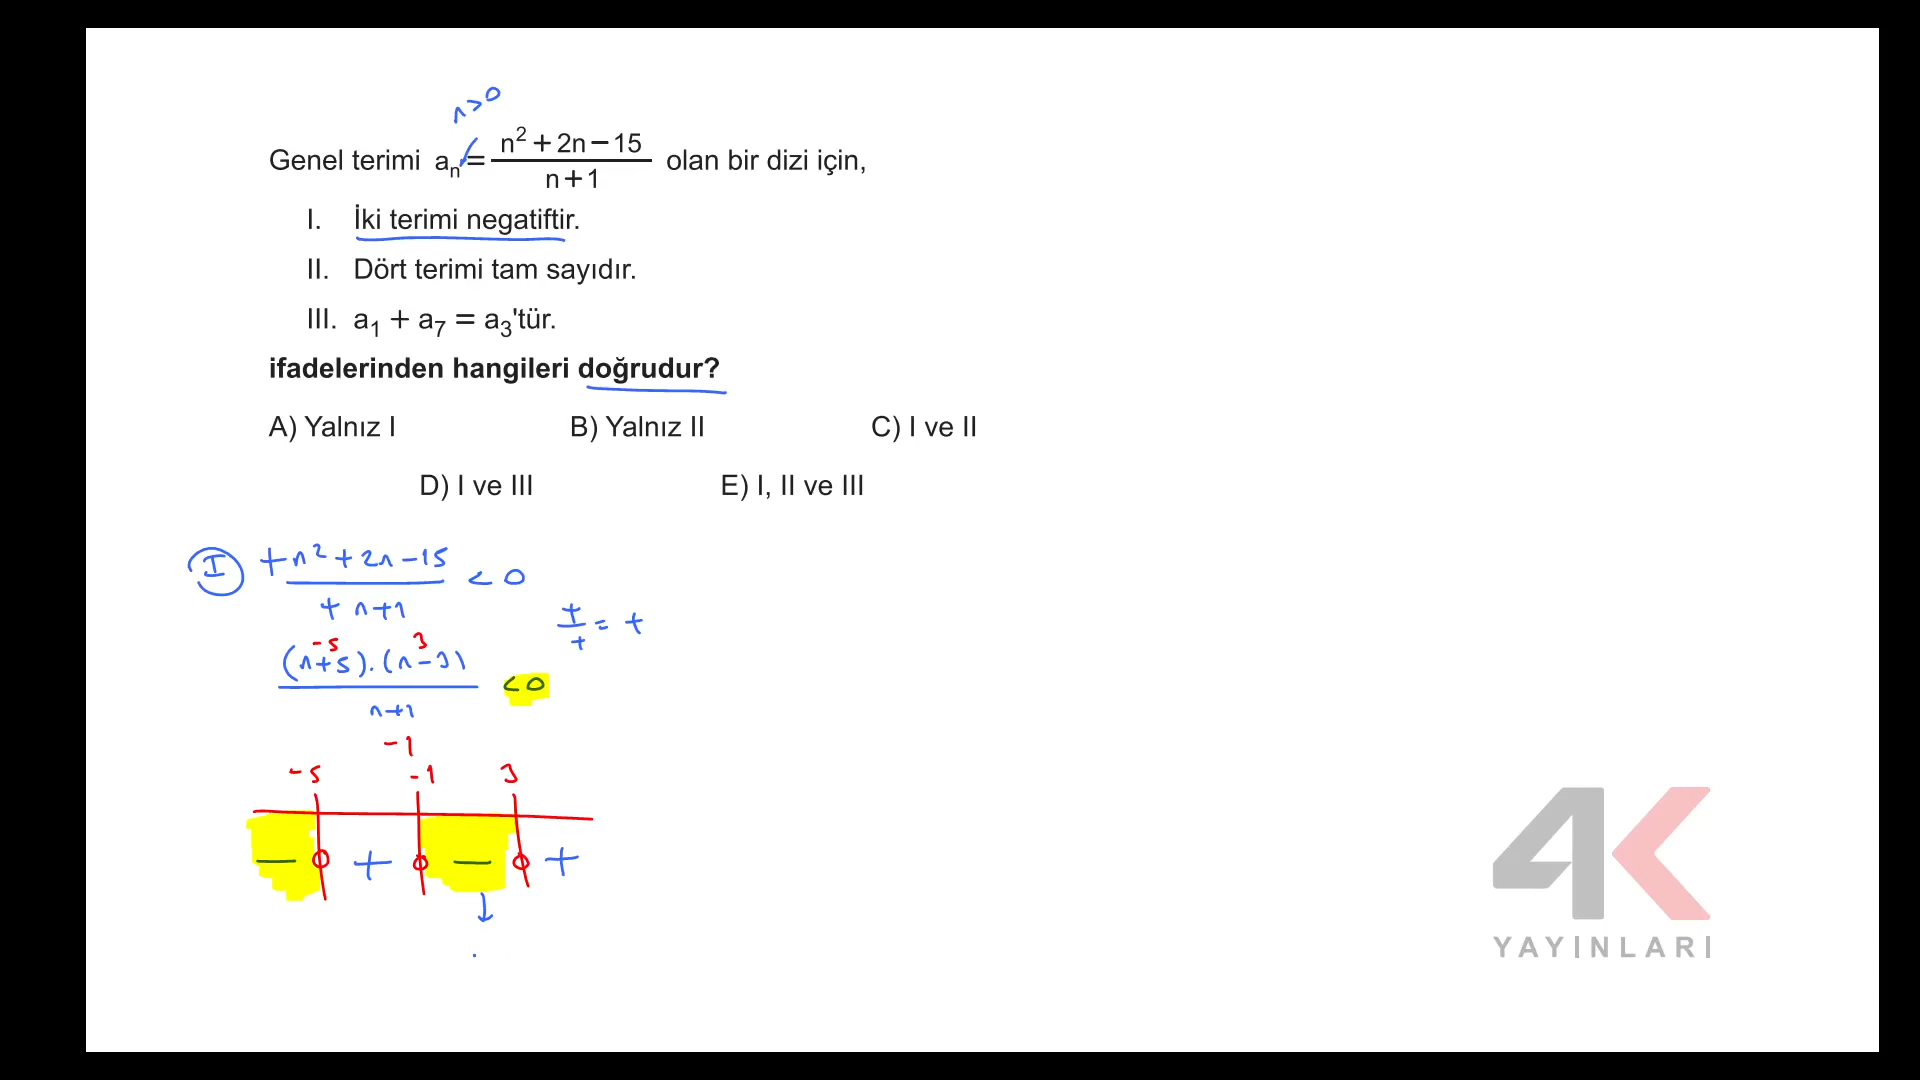 n>0
Genel terimi aₙ = (n² + 2n − 15)/(n + 1) olan bir dizi için,
I. İki terimi negatiftir.
II. Dört terimi tam sayıdır.
III. a₁ + a₇ = a₃'tür.
ifadelerinden hangileri doğrudur?
A) Yalnız I B) Yalnız II C) I ve II
D) I ve III E) I, II ve III
I +n² + 2n − 15 < 0
+ n+1
+/+ = +
-5 3
(n+5).(n-3) <0
n+1
-1
-5 -1 3
− + − +
4K
YAYINLARI